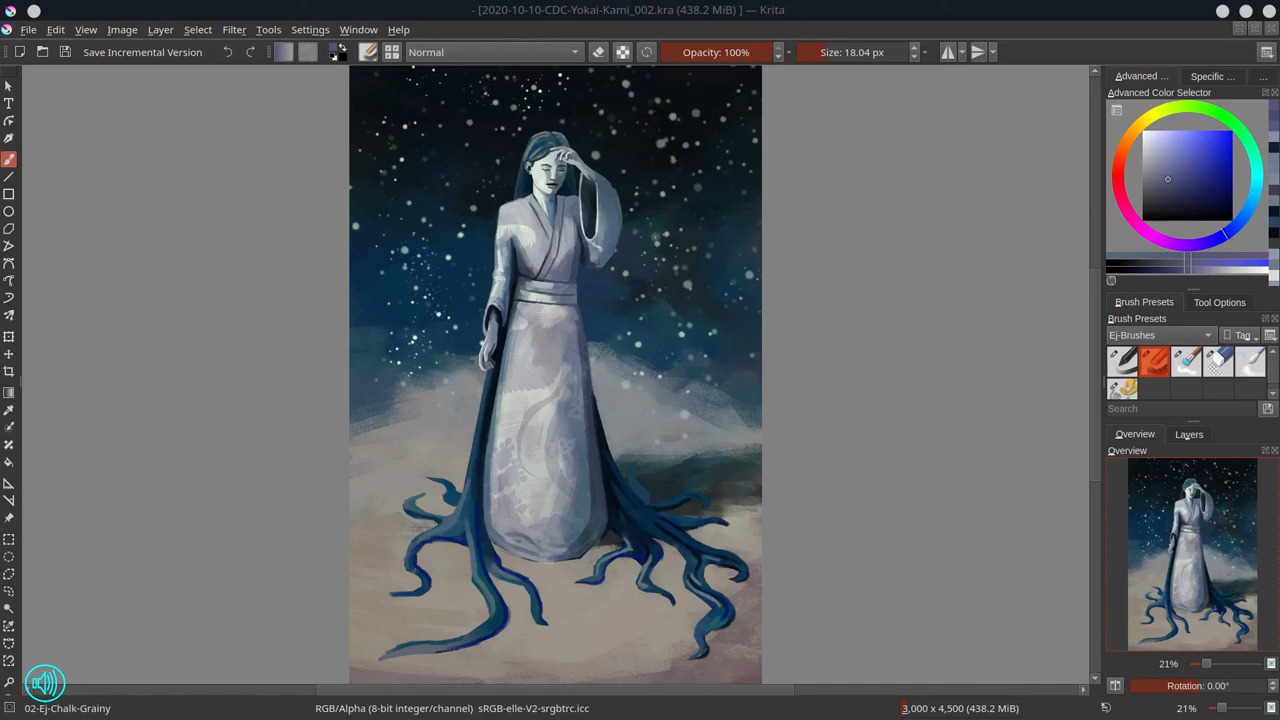 - [2020-10-10-CDC-Yokai-Kami_002.kra (438.2 MiB) ] — Krita
File Edit View Image Layer Select Filter Tools Settings Window Help
Save Incremental Version Normal Opacity: 100% Size: 18.04 px
Advanced ... Specific ... ...
Advanced Color Selector
Brush Presets Tool Options
Brush Presets
Ej-Brushes Tag
Search
Overview Layers
Overview
21%
Rotation: 0.00°
02-Ej-Chalk-Grainy RGB/Alpha (8-bit integer/channel) sRGB-elle-V2-srgbtrc.icc 3,000 x 4,500 (438.2 MiB) 21%